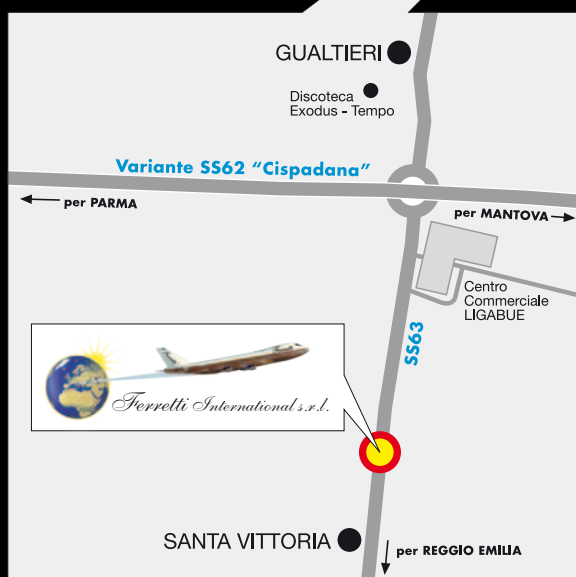 GUALTIERI
Discoteca
Exodus - Tempo
Variante SS62 “Cispadana”
per PARMA
per MANTOVA
Centro
Commerciale
LIGABUE
SS63
Ferretti International s.r.l.
SANTA VITTORIA
per REGGIO EMILIA